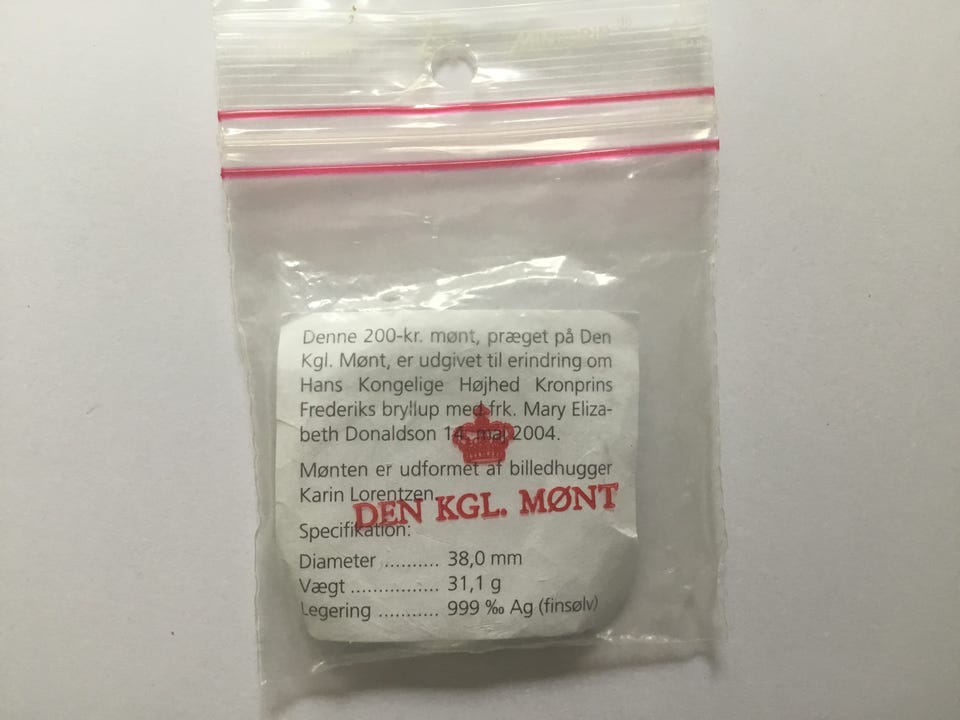 Denne 200-kr. mønt, præget på Den
Kgl. Mønt, er udgivet til erindring om
Hans Kongelige Højhed Kronprins
Frederiks bryllup med frk. Mary Eliza-
beth Donaldson 14. maj 2004.
Mønten er udformet af billedhugger
Karin Lorentzen.
DEN KGL. MØNT
Specifikation:
Diameter .......... 38,0 mm
Vægt ................ 31,1 g
Legering ........... 999 ‰ Ag (finsølv)